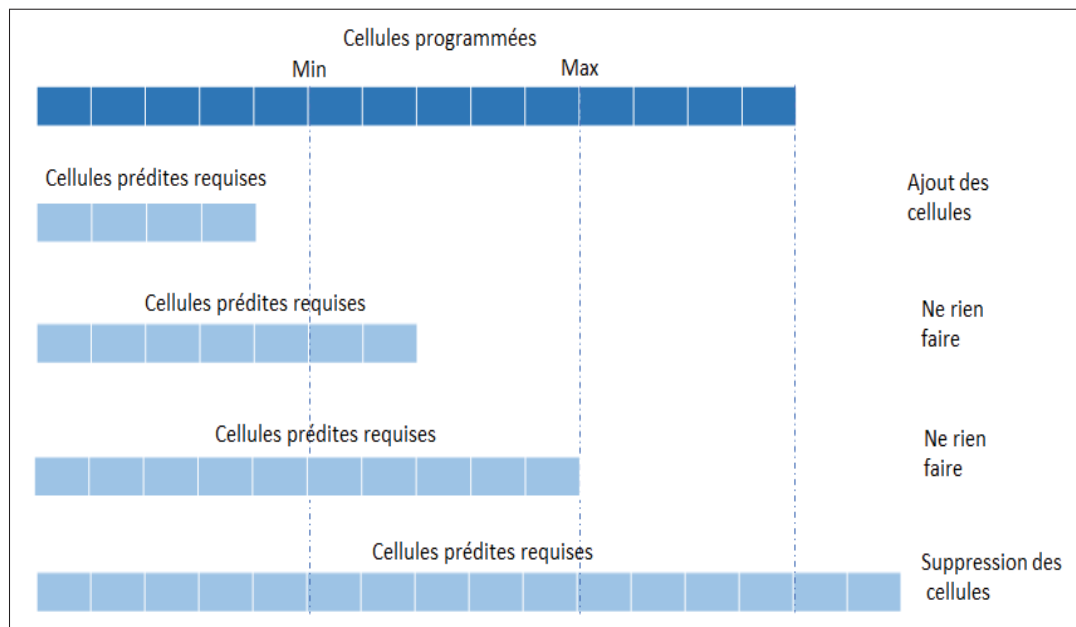 Cellules programmées
Min
Max
Cellules prédites requises
Ajout des
cellules
Cellules prédites requises
Ne rien
faire
Cellules prédites requises
Ne rien
faire
Cellules prédites requises
Suppression des
cellules